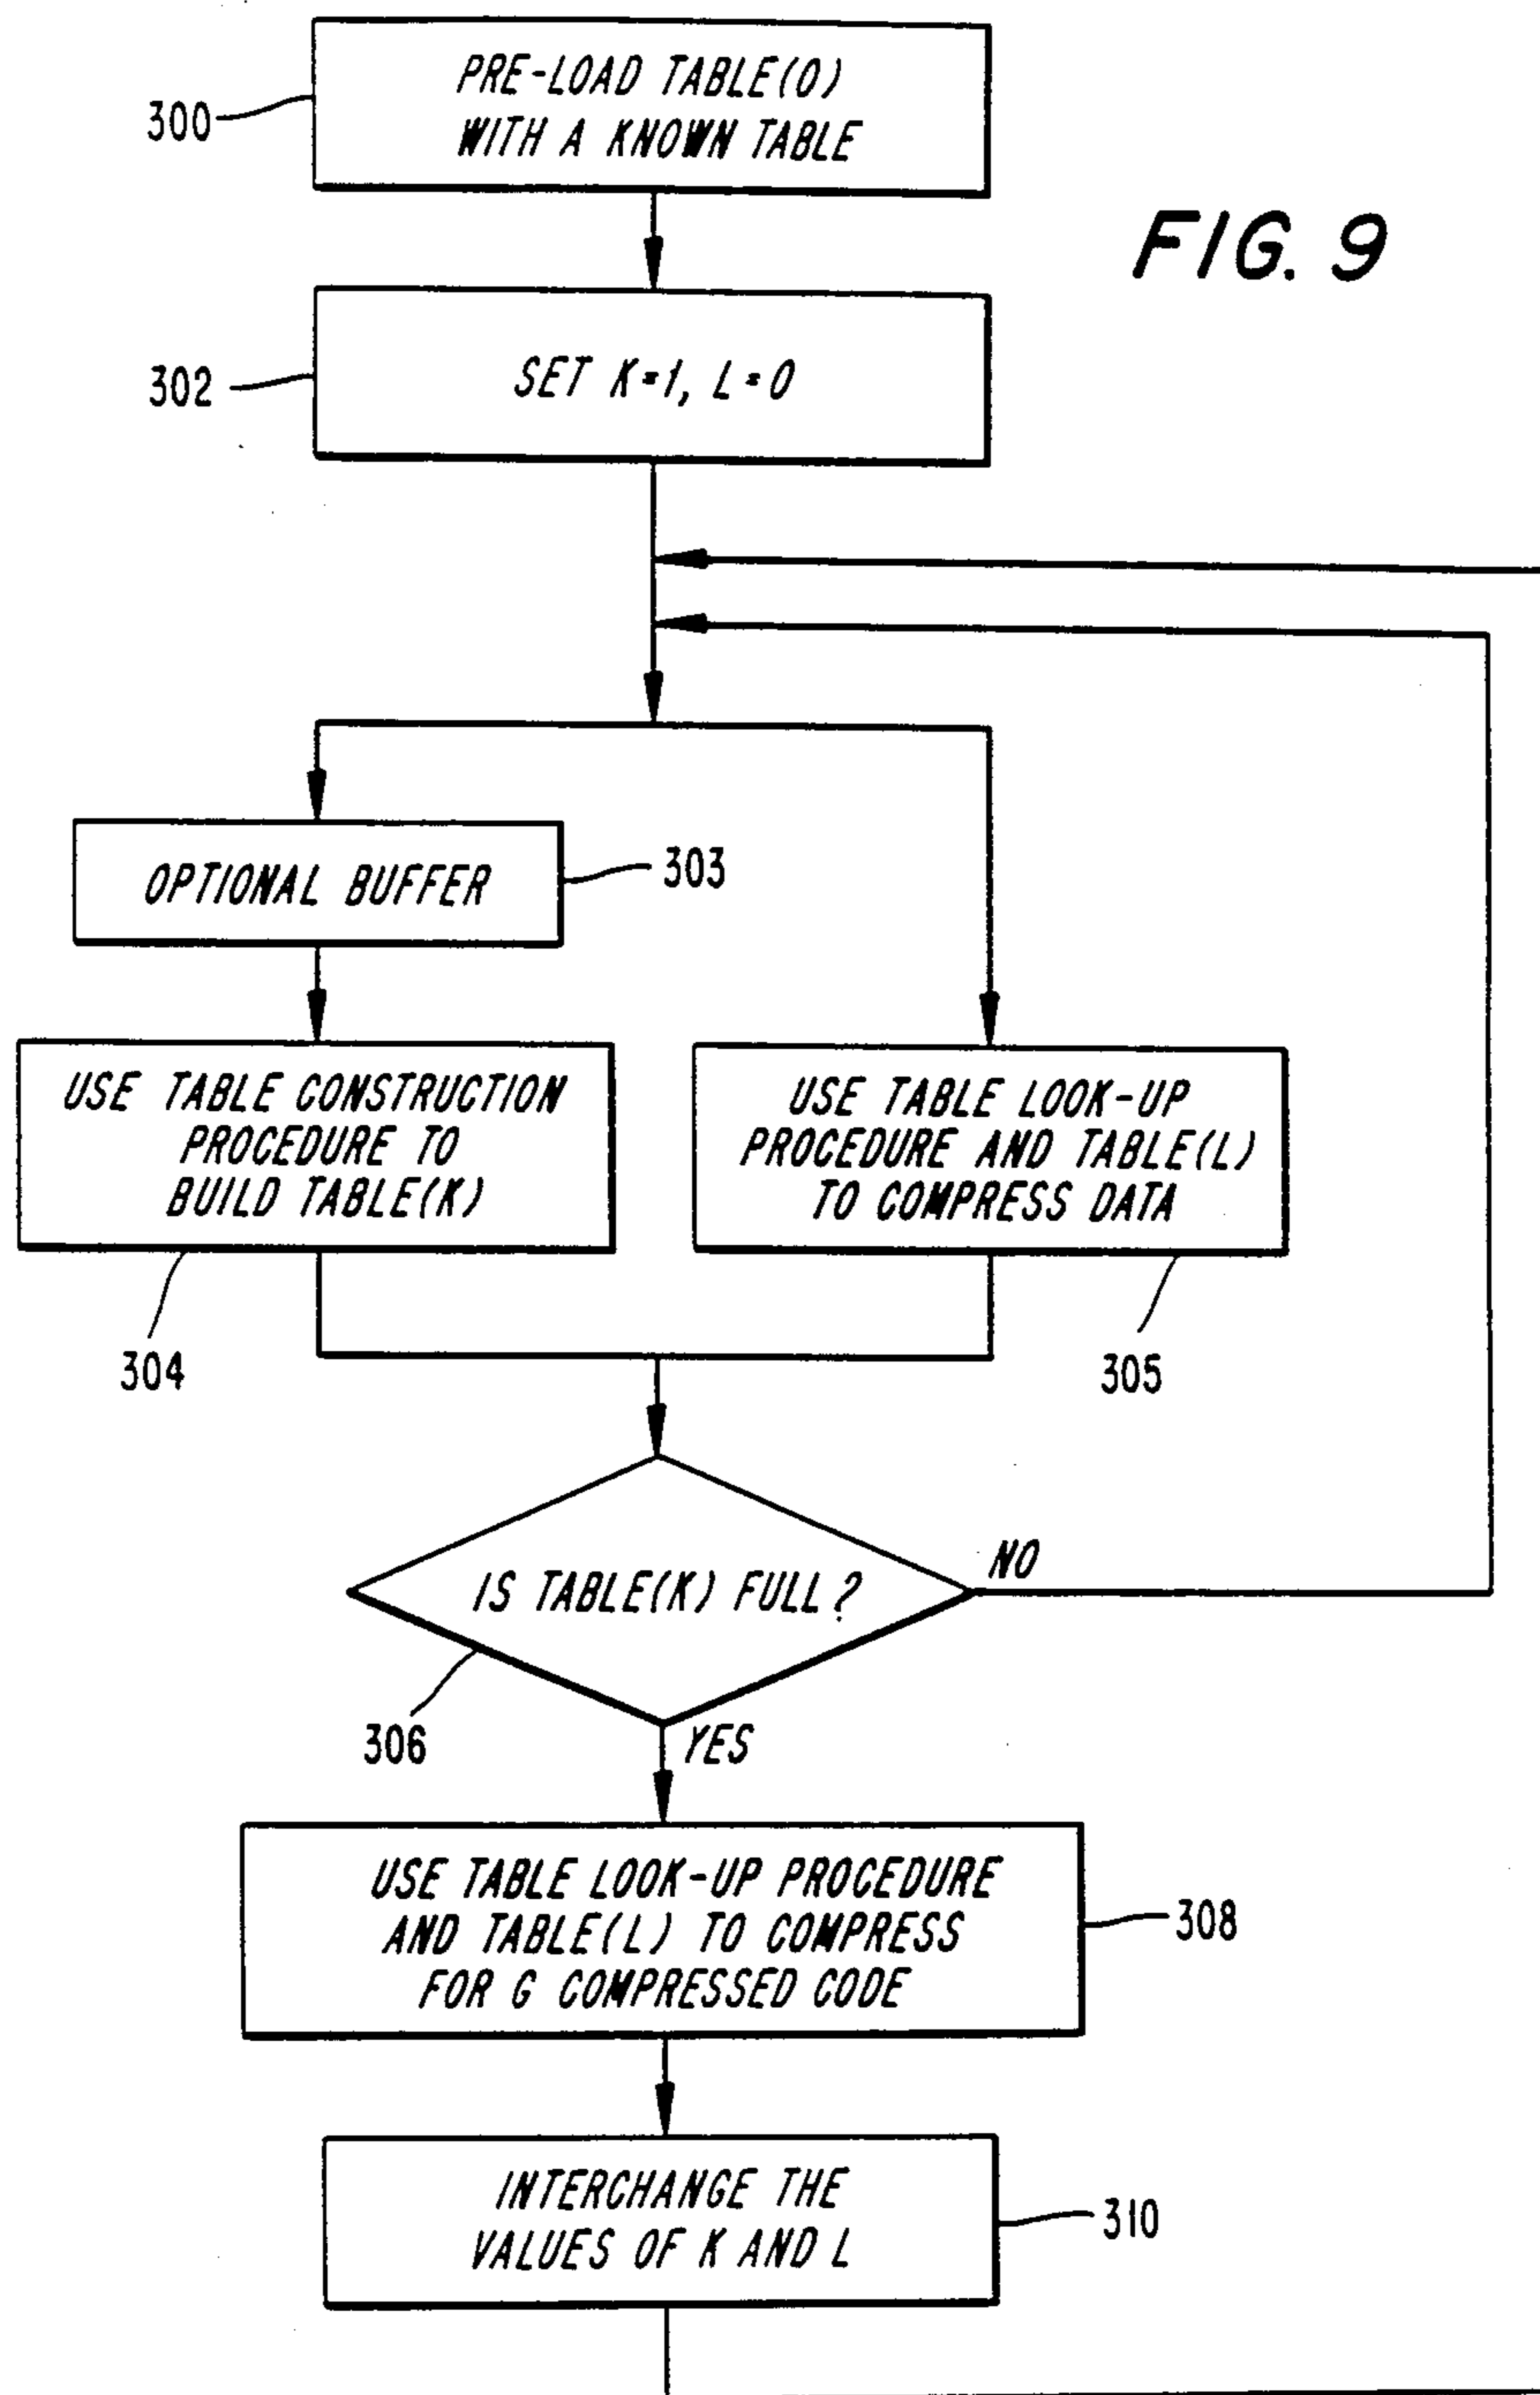 PRE-LOAD TABLE(0)
WITH A KNOWN TABLE
300
FIG. 9
SET K=1, L=0
302
OPTIONAL BUFFER
303
USE TABLE CONSTRUCTION
PROCEDURE TO
BUILD TABLE(K)
304
USE TABLE LOOK-UP
PROCEDURE AND TABLE(L)
TO COMPRESS DATA
305
IS TABLE(K) FULL?
NO
306
YES
USE TABLE LOOK-UP PROCEDURE
AND TABLE(L) TO COMPRESS
FOR G COMPRESSED CODE
308
INTERCHANGE THE
VALUES OF K AND L
310